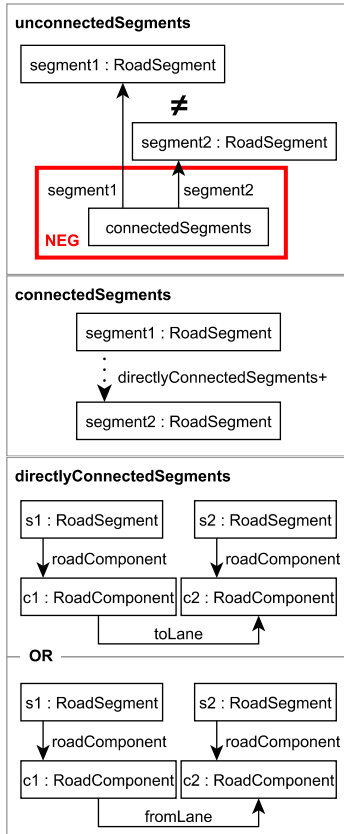 unconnectedSegments
segment1 : RoadSegment
≠
segment2 : RoadSegment
segment1 segment2
connectedSegments
NEG
connectedSegments
segment1 : RoadSegment
directlyConnectedSegments+
segment2 : RoadSegment
directlyConnectedSegments
s1 : RoadSegment s2 : RoadSegment
roadComponent roadComponent
c1 : RoadComponent c2 : RoadComponent
toLane
OR
s1 : RoadSegment s2 : RoadSegment
roadComponent roadComponent
c1 : RoadComponent c2 : RoadComponent
fromLane